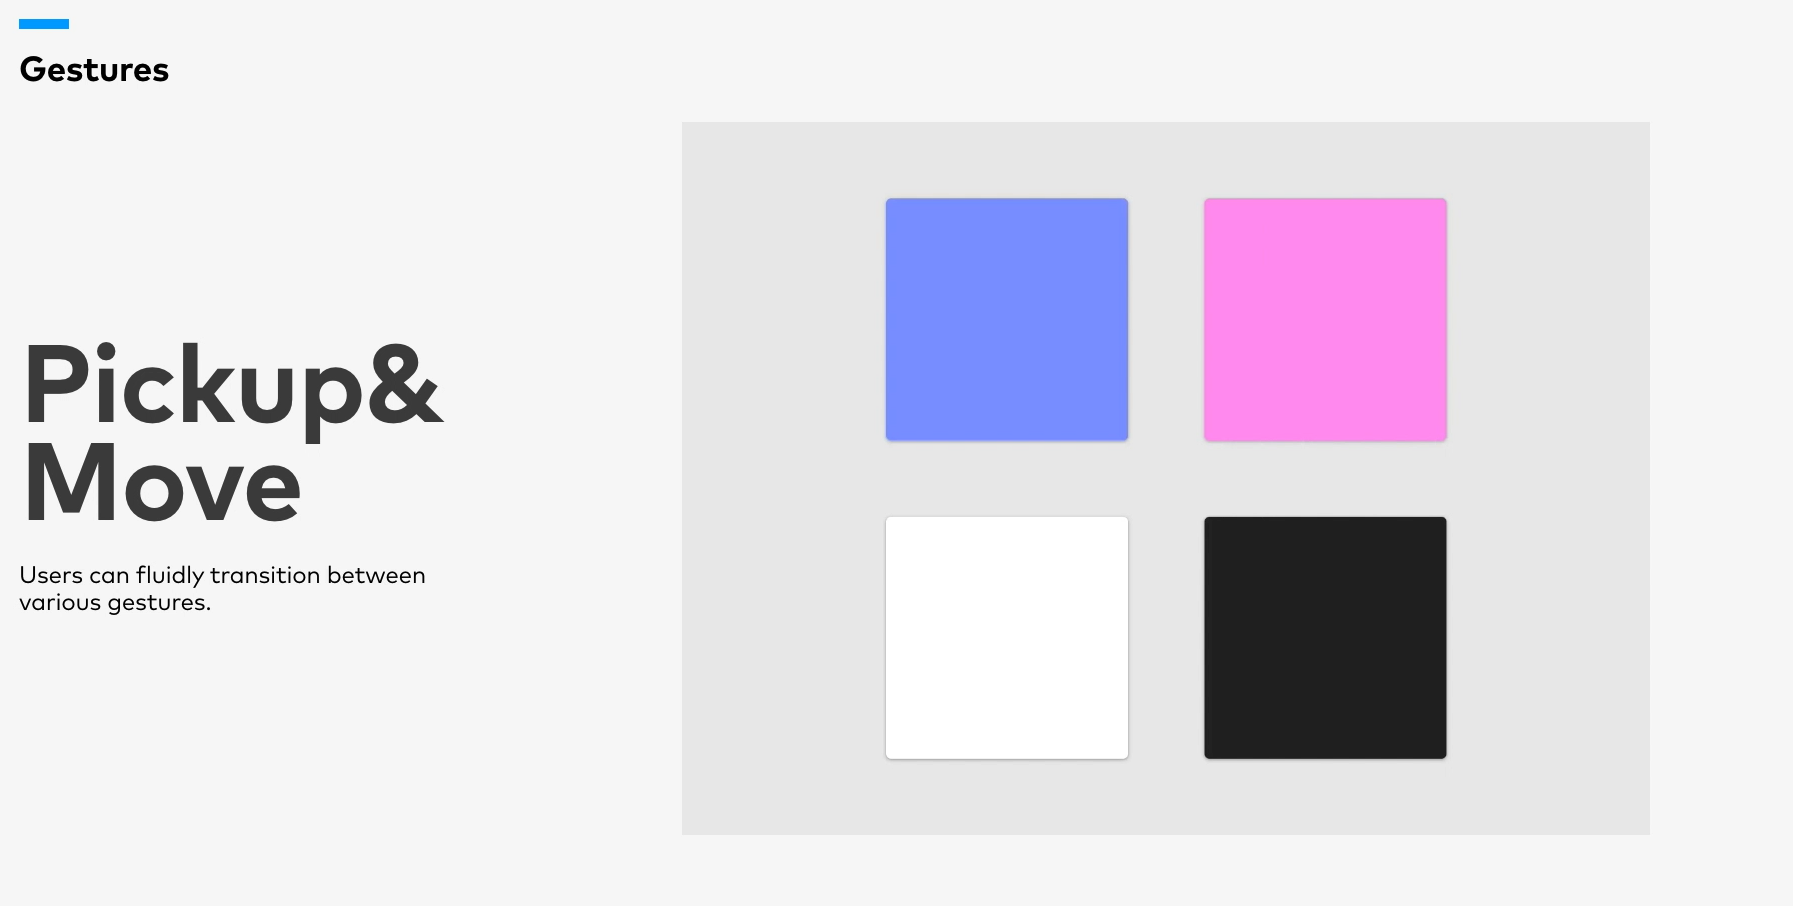 Gestures
Pickup&
Move
Users can fluidly transition between
various gestures.